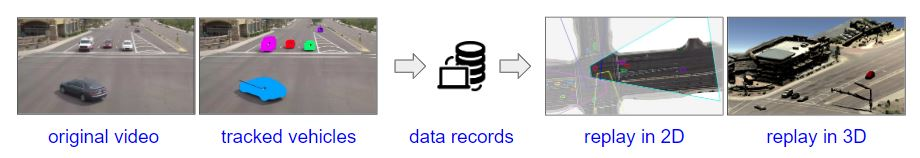 original video
tracked vehicles
data records
replay in 2D
replay in 3D